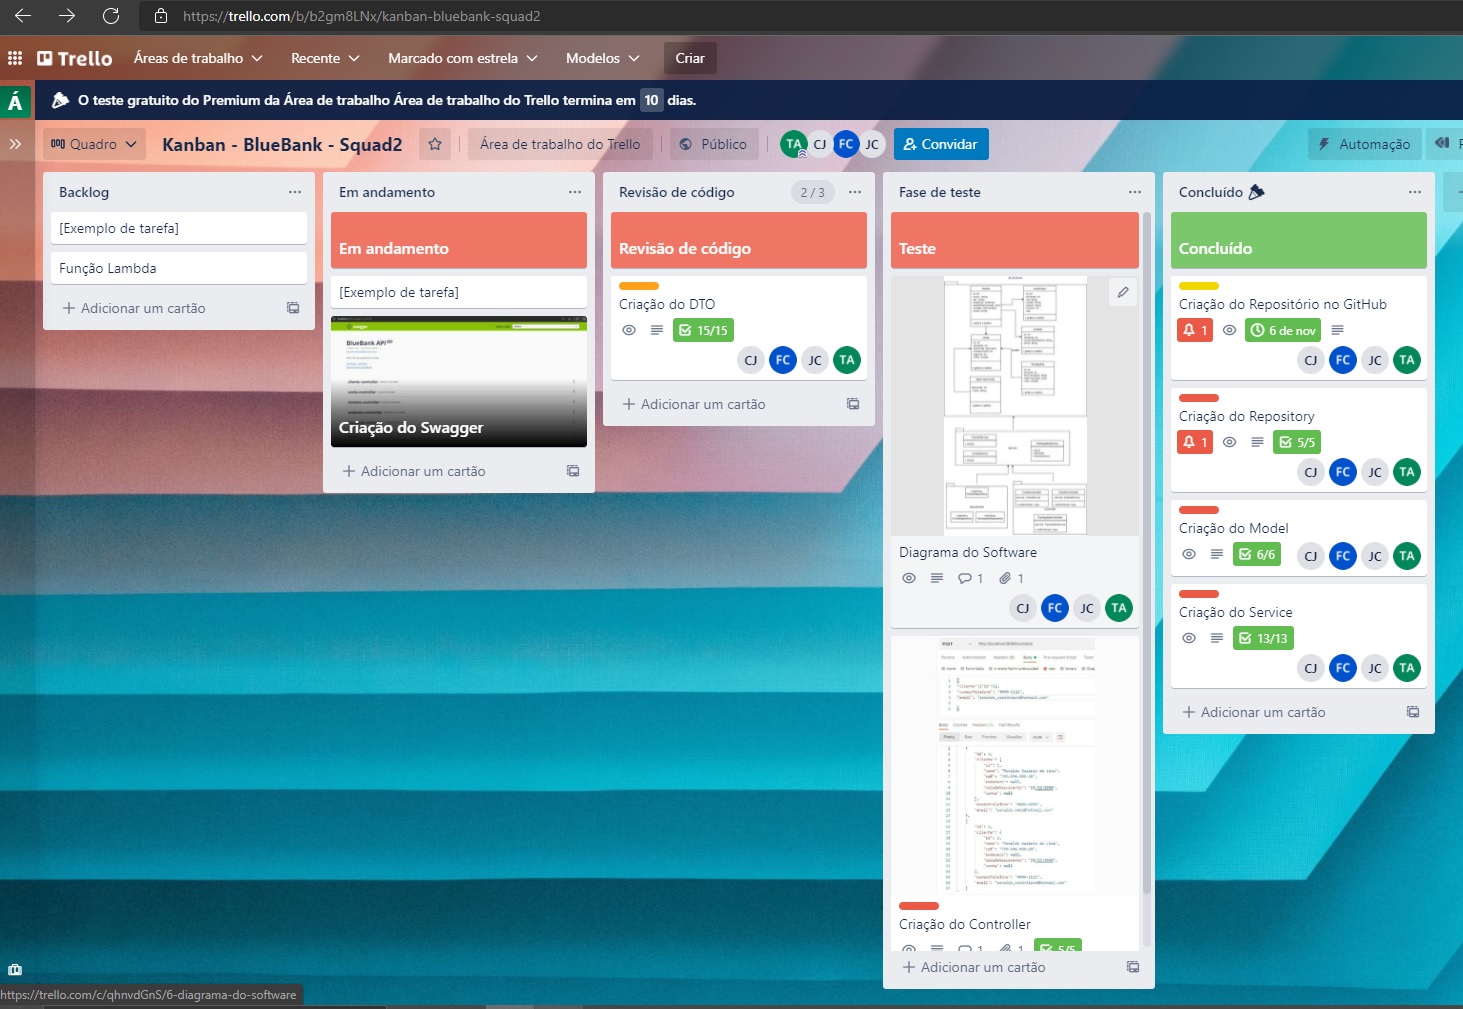 https://trello.com/b/b2gm8LNx/kanban-bluebank-squad2
Trello
Áreas de trabalho
Recente
Marcado com estrela
Modelos
Criar
Á
O teste gratuito do Premium da Área de trabalho Área de trabalho do Trello termina em 10 dias.
Quadro
Kanban - BlueBank - Squad2
Área de trabalho do Trello
Público
TA CJ FC JC
Convidar
Automação
Backlog
[Exemplo de tarefa]
Função Lambda
Adicionar um cartão
Em andamento
Em andamento
[Exemplo de tarefa]
swagger
BlueBank API
Criação do Swagger
Adicionar um cartão
Revisão de código
2 / 3
Revisão de código
Criação do DTO
15/15
CJ FC JC TA
Adicionar um cartão
Fase de teste
Teste
Diagrama do Software
1 1
CJ FC JC TA
POST
Criação do Controller
1 1 5/5
Adicionar um cartão
Concluído
Concluído
Criação do Repositório no GitHub
1 6 de nov
CJ FC JC TA
Criação do Repository
1 5/5
CJ FC JC TA
Criação do Model
6/6 CJ FC JC TA
Criação do Service
13/13
CJ FC JC TA
Adicionar um cartão
https://trello.com/c/qhnvdGnS/6-diagrama-do-software